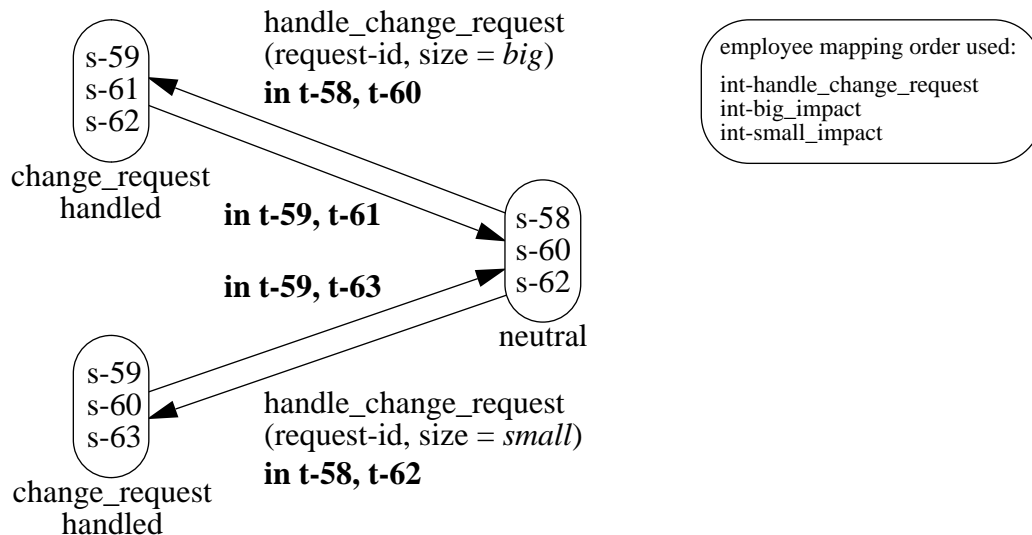 handle_change_request
(request-id, size = big)
in t-58, t-60
s-59
s-61
s-62
change_request
handled
employee mapping order used:
int-handle_change_request
int-big_impact
int-small_impact
in t-59, t-61
s-58
s-60
s-62
neutral
in t-59, t-63
s-59
s-60
s-63
change_request
handled
handle_change_request
(request-id, size = small)
in t-58, t-62